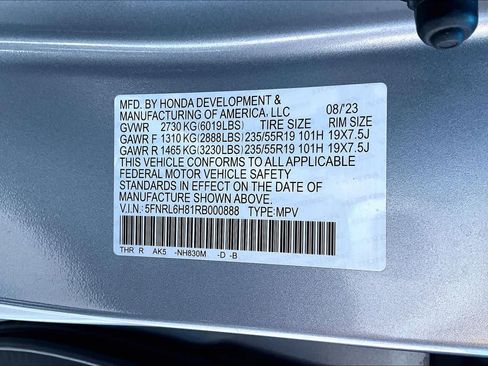 MFD. BY HONDA DEVELOPMENT &
MANUFACTURING OF AMERICA, LLC 08/'23
GVWR 2730 KG(6019LBS) TIRE SIZE RIM SIZE
GAWR F 1310 KG(2888LBS) 235/55R19 101H 19X7.5J
GAWR R 1465 KG(3230LBS) 235/55R19 101H 19X7.5J
THIS VEHICLE CONFORMS TO ALL APPLICABLE
FEDERAL MOTOR VEHICLE SAFETY
STANDARDS IN EFFECT ON THE DATE OF
MANUFACTURE SHOWN ABOVE.
V.I.N.: 5FNRL6H81RB000888 TYPE:MPV
THR R AK5 -NH830M -D -B